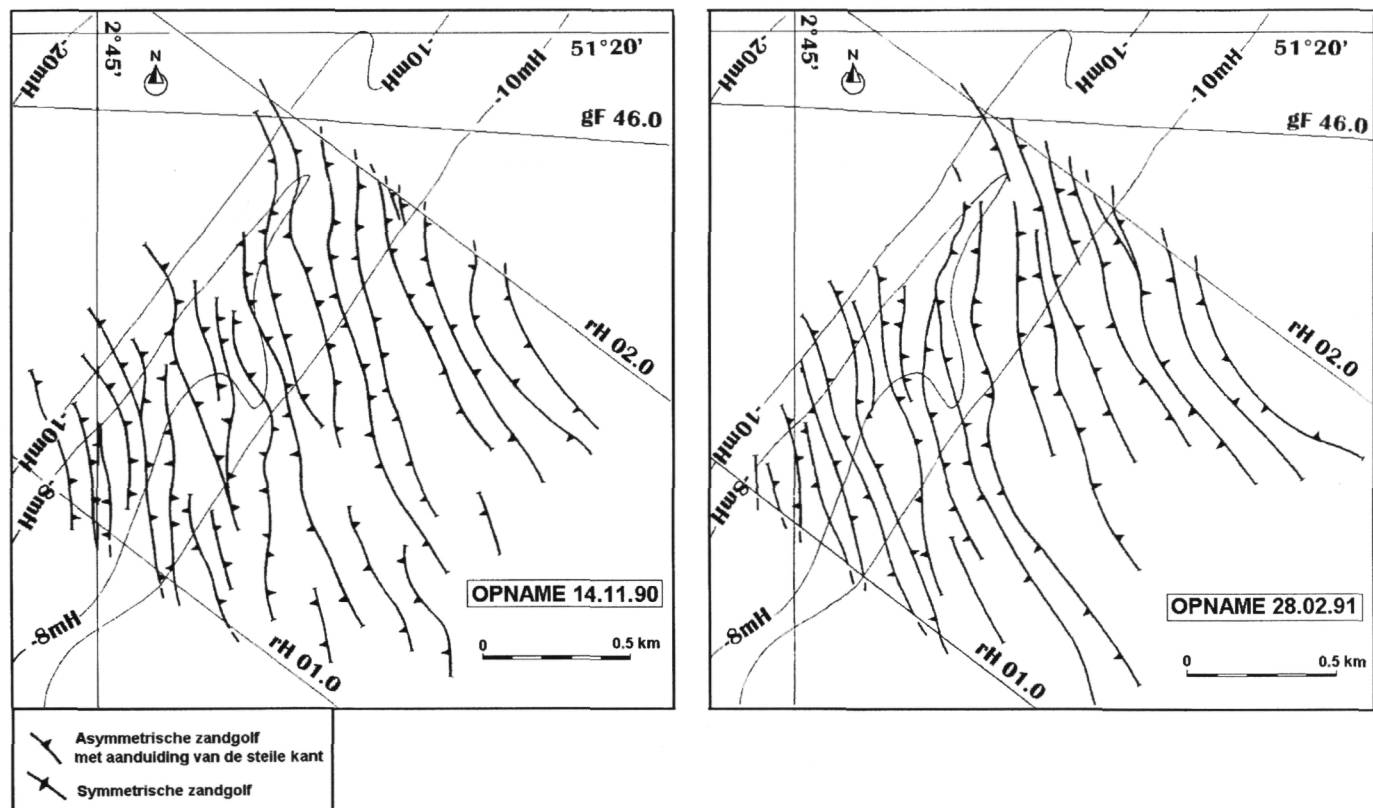 -20mH
2°45'
N
-10mH
-10mH
51°20'
gF 46.0
rH 02.0
-10mH
-8mH
-8mH
rH 01.0
OPNAME 14.11.90
0 0.5 km
-20mH
2°45'
N
-10mH
-10mH
51°20'
gF 46.0
rH 02.0
-10mH
-8mH
-8mH
rH 01.0
OPNAME 28.02.91
0 0.5 km
Asymmetrische zandgolf
met aanduiding van de steile kant
Symmetrische zandgolf